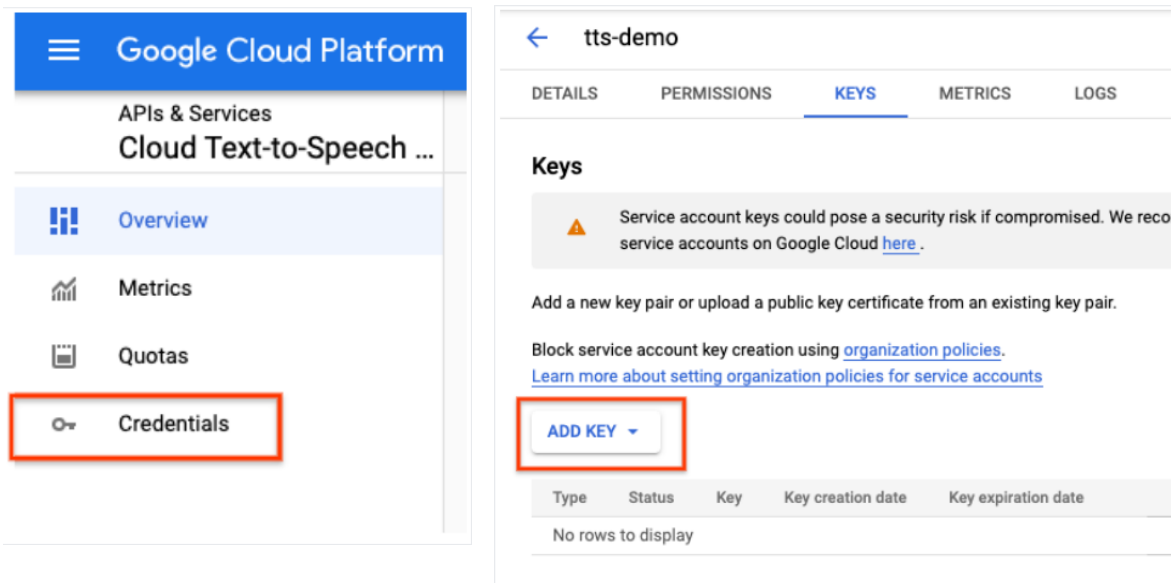 Google Cloud Platform
APIs & Services
Cloud Text-to-Speech ...
Overview
Metrics
Quotas
Credentials
tts-demo
DETAILS PERMISSIONS KEYS METRICS LOGS
Keys
Service account keys could pose a security risk if compromised. We reco
service accounts on Google Cloud here .
Add a new key pair or upload a public key certificate from an existing key pair.
Block service account key creation using organization policies.
Learn more about setting organization policies for service accounts
ADD KEY
Type Status Key Key creation date Key expiration date
No rows to display